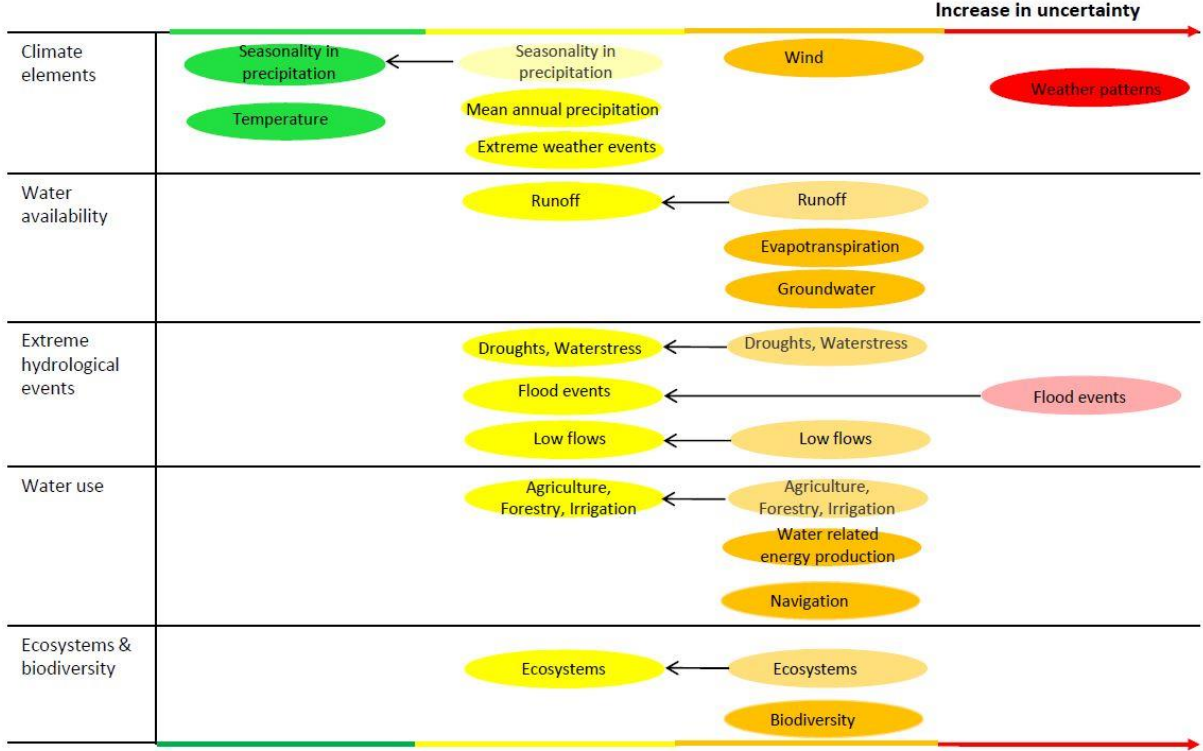 Increase in uncertainty
Climate
elements
Seasonality in
precipitation
Seasonality in
precipitation
Wind
Weather patterns
Temperature
Mean annual precipitation
Extreme weather events
Water
availability
Runoff
Runoff
Evapotranspiration
Groundwater
Extreme
hydrological
events
Droughts, Waterstress
Droughts, Waterstress
Flood events
Flood events
Low flows
Low flows
Water use
Agriculture,
Forestry, Irrigation
Agriculture,
Forestry, Irrigation
Water related
energy production
Navigation
Ecosystems &
biodiversity
Ecosystems
Ecosystems
Biodiversity